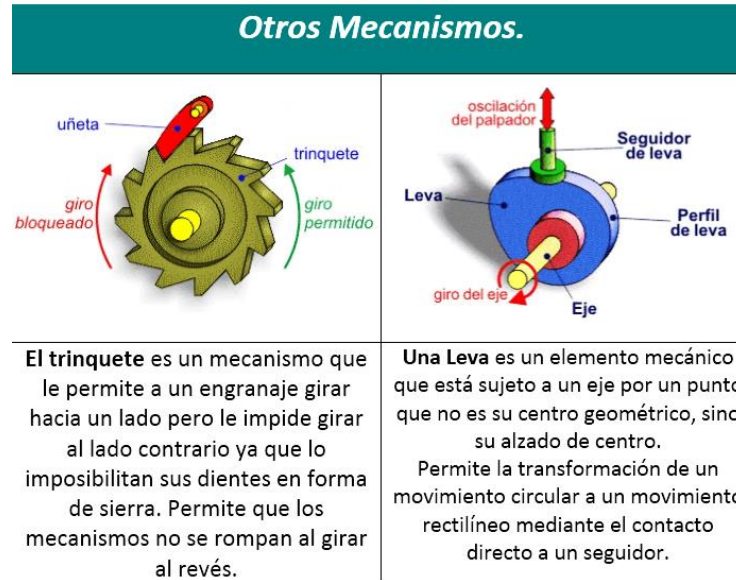 Otros Mecanismos.
uñeta
trinquete
giro
bloqueado
giro
permitido
oscilación
del palpador
Seguidor
de leva
Leva
Perfil
de leva
giro del eje
Eje
El trinquete es un mecanismo que
le permite a un engranaje girar
hacia un lado pero le impide girar
al lado contrario ya que lo
imposibilitan sus dientes en forma
de sierra. Permite que los
mecanismos no se rompan al girar
al revés.
Una Leva es un elemento mecánico
que está sujeto a un eje por un punto
que no es su centro geométrico, sino
su alzado de centro.
Permite la transformación de un
movimiento circular a un movimiento
rectilíneo mediante el contacto
directo a un seguidor.